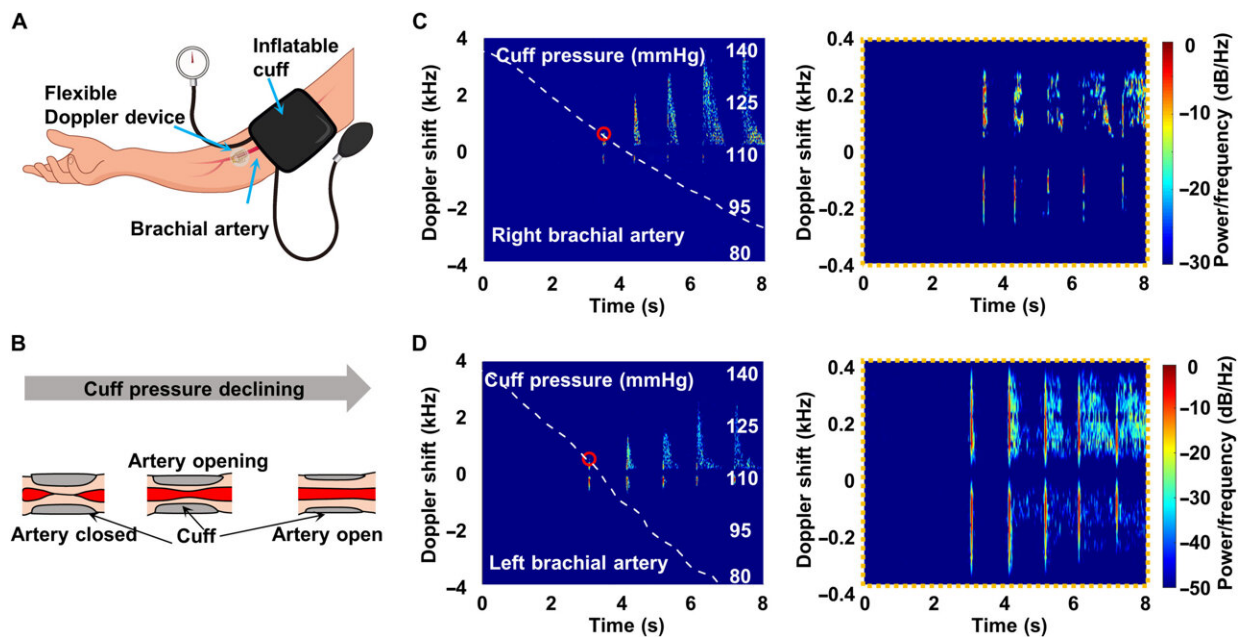 A
Inflatable
cuff
Flexible
Doppler device
Brachial artery
B
Cuff pressure declining
Artery opening
Artery closed
Cuff
Artery open
C
4
2
0
−2
−4
Doppler shift (kHz)
Cuff pressure (mmHg)
140
125
110
95
80
Right brachial artery
0 2 4 6 8
Time (s)
0.4
0.2
0
−0.2
−0.4
Doppler shift (kHz)
0 2 4 6 8
Time (s)
0
−10
−20
−30
Power/frequency (dB/Hz)
D
4
2
0
−2
−4
Doppler shift (kHz)
Cuff pressure (mmHg)
140
125
110
95
80
Left brachial artery
0 2 4 6 8
Time (s)
0.4
0.2
0
−0.2
−0.4
Doppler shift (kHz)
0 2 4 6 8
Time (s)
0
−10
−20
−30
−40
−50
Power/frequency (dB/Hz)